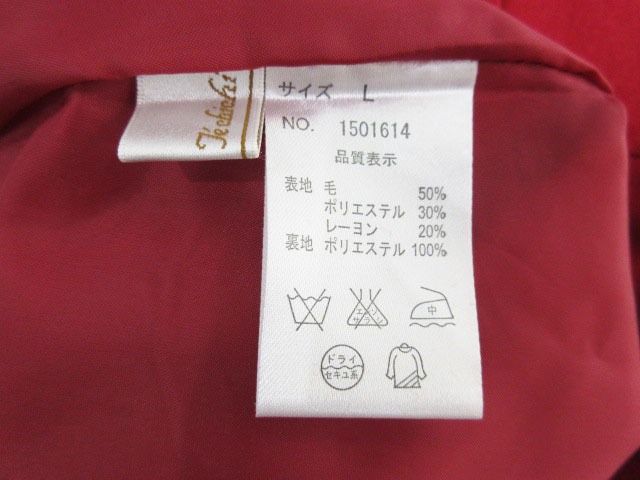 サイズ L
NO. 1501614
品質表示
表地 毛 50%
ポリエステル 30%
レーヨン 20%
裏地 ポリエステル 100%
エンソ
サラシ
中
ドライ
セキユ系